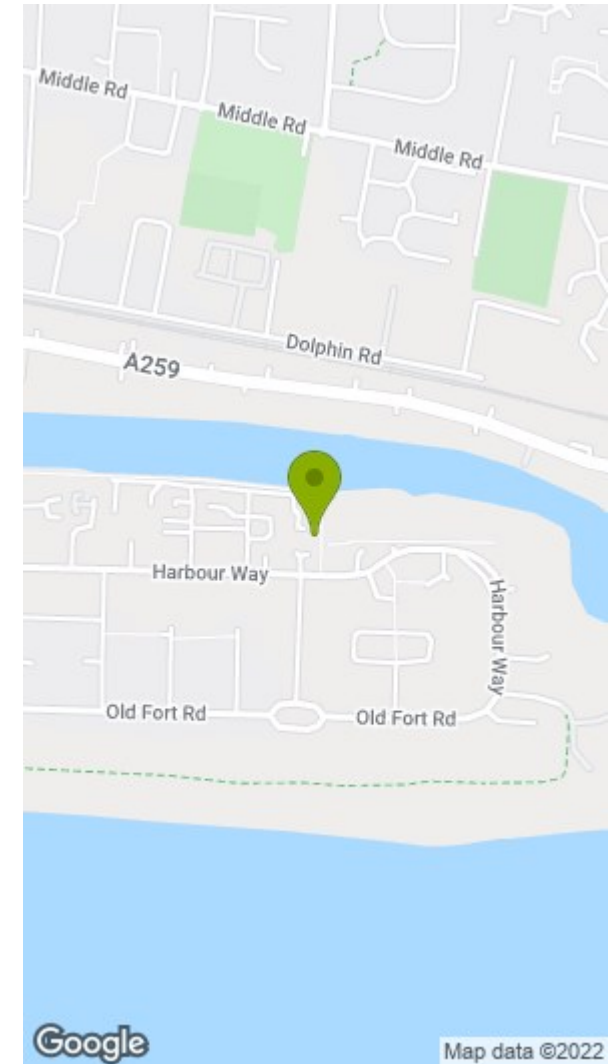 Middle Rd
Middle Rd
Middle Rd
Dolphin Rd
A259
Harbour Way
Harbour Way
Old Fort Rd
Old Fort Rd
Google
Map data ©2022